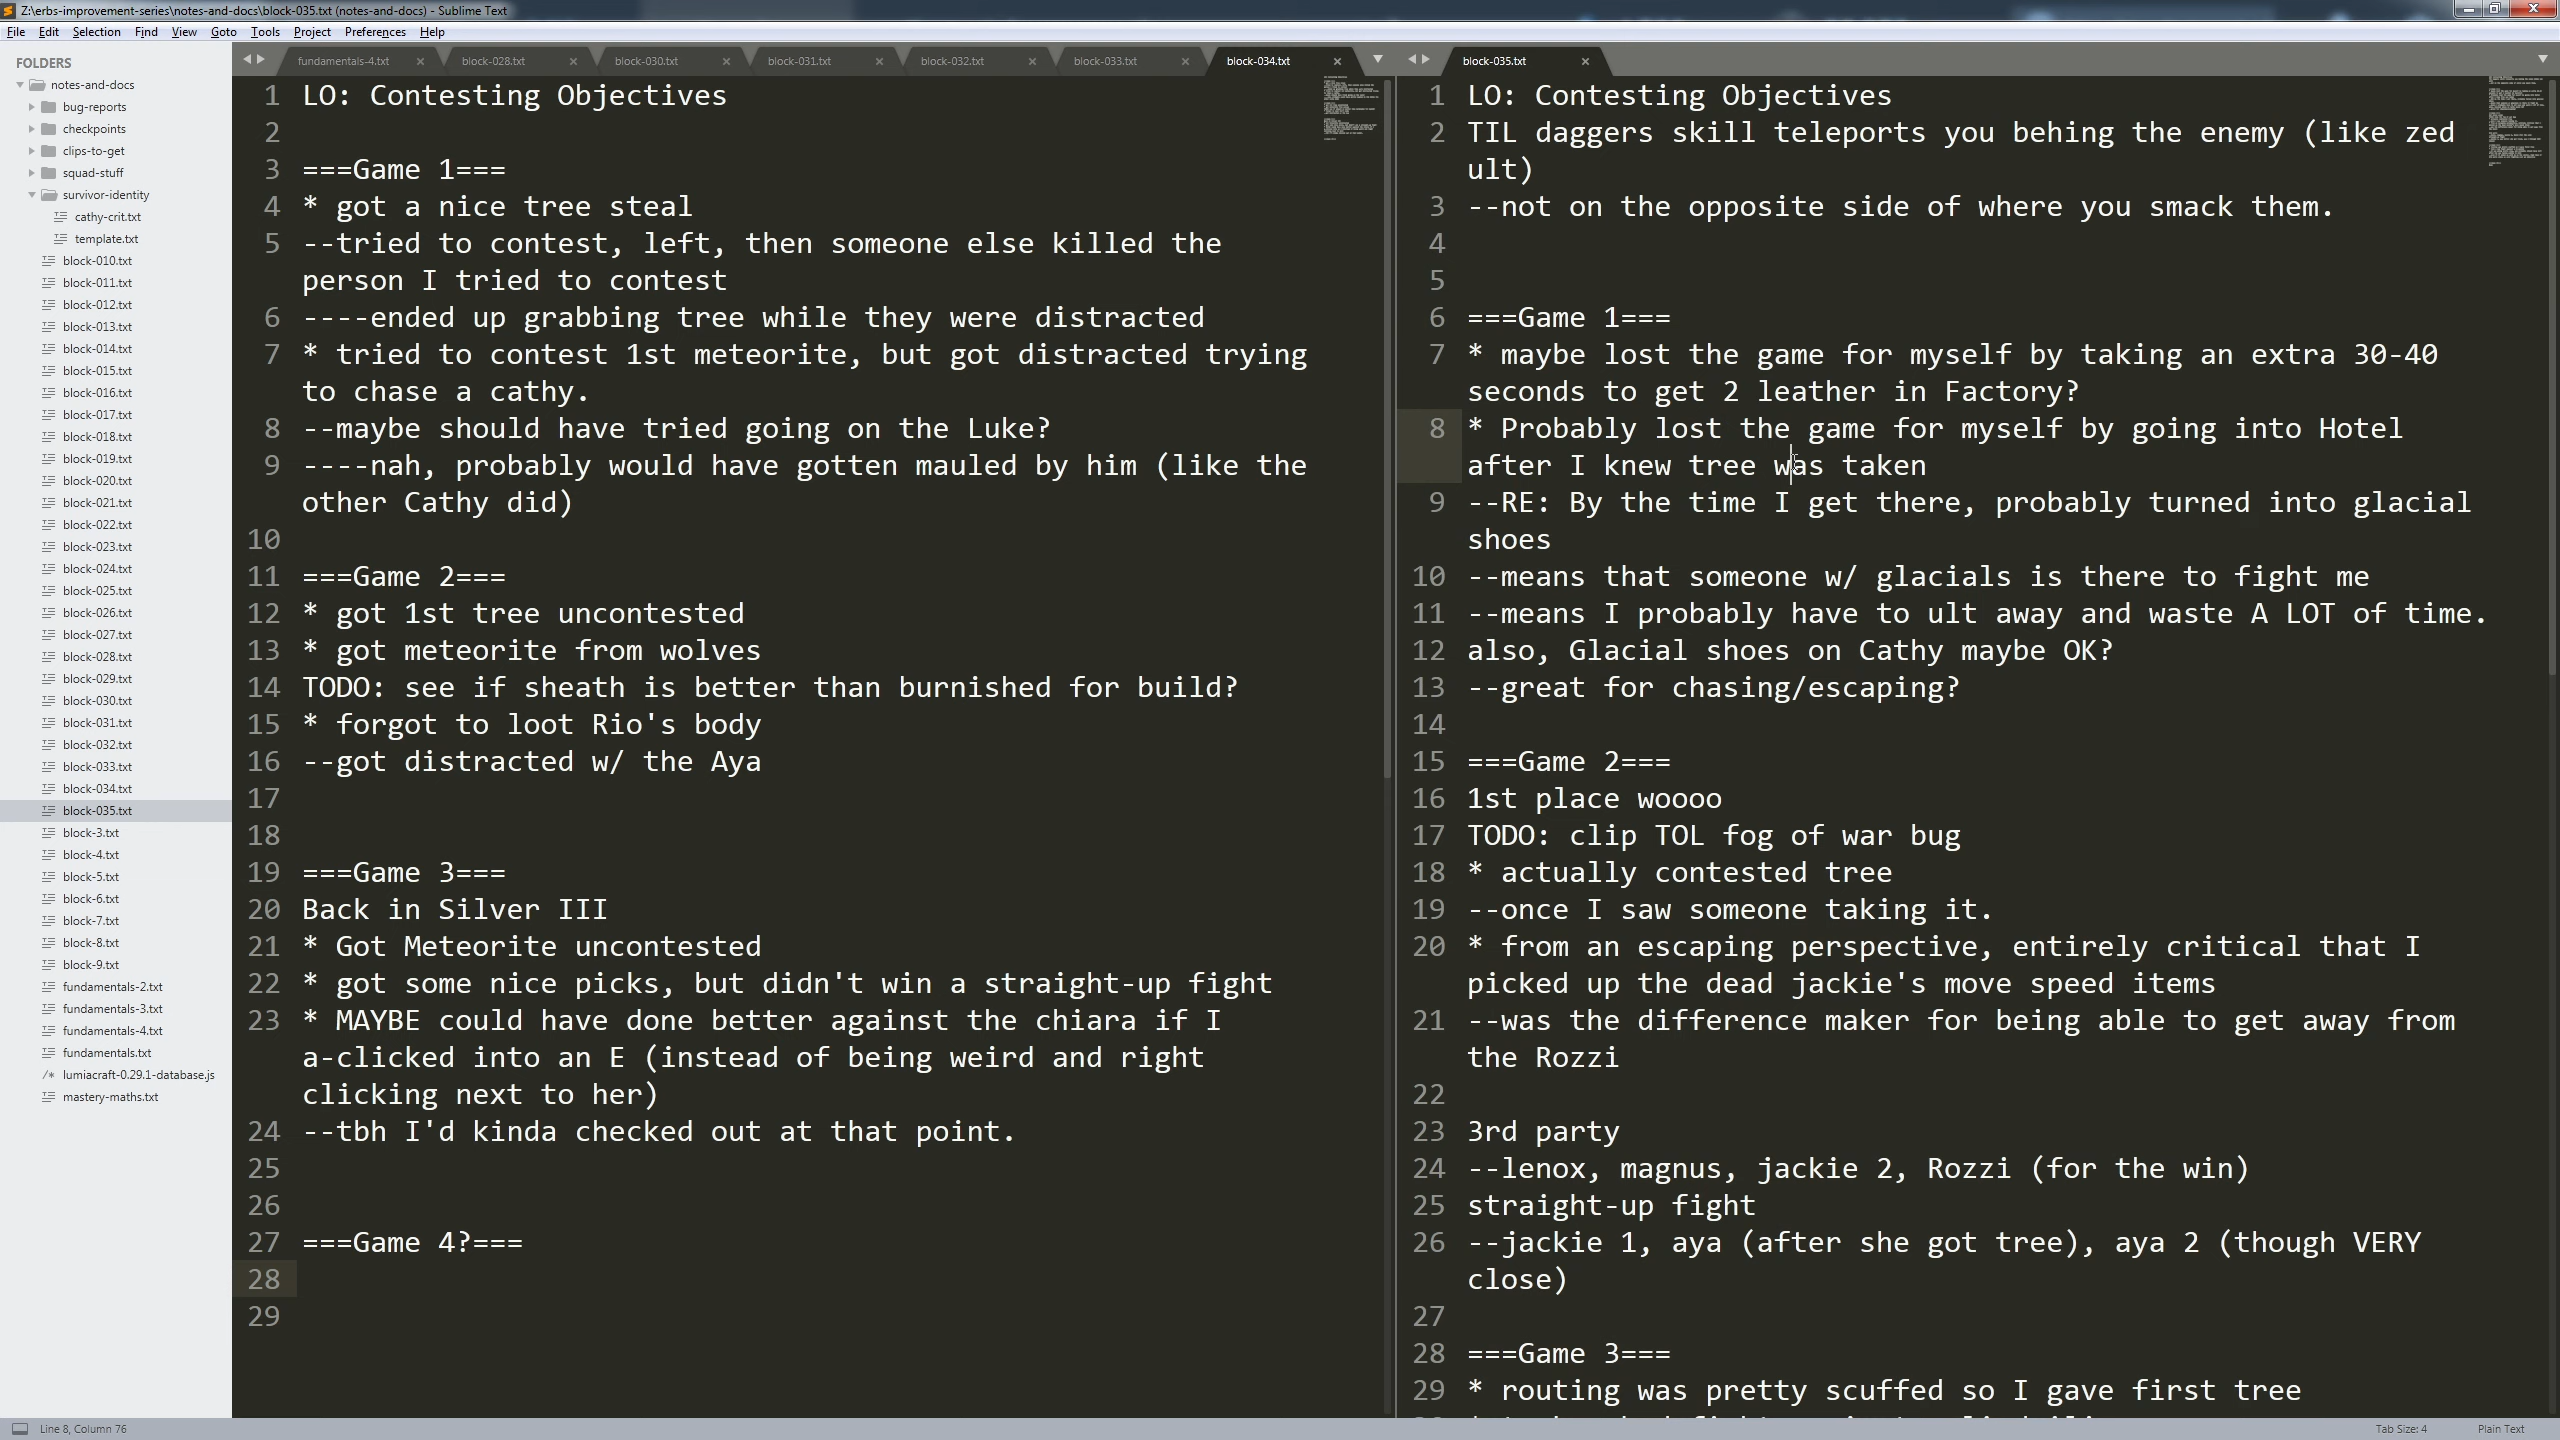 Z:\erbs-improvement-series\notes-and-docs\block-035.txt (notes-and-docs) - Sublime Text
File Edit Selection Find View Goto Tools Project Preferences Help
FOLDERS
notes-and-docs
bug-reports
checkpoints
clips-to-get
squad-stuff
survivor-identity
cathy-crit.txt
template.txt
block-010.txt
block-011.txt
block-012.txt
block-013.txt
block-014.txt
block-015.txt
block-016.txt
block-017.txt
block-018.txt
block-019.txt
block-020.txt
block-021.txt
block-022.txt
block-023.txt
block-024.txt
block-025.txt
block-026.txt
block-027.txt
block-028.txt
block-029.txt
block-030.txt
block-031.txt
block-032.txt
block-033.txt
block-034.txt
block-035.txt
block-3.txt
block-4.txt
block-5.txt
block-6.txt
block-7.txt
block-8.txt
block-9.txt
fundamentals-2.txt
fundamentals-3.txt
fundamentals-4.txt
fundamentals.txt
/* lumiacraft-0.29.1-database.js
mastery-maths.txt
fundamentals-4.txt block-028.txt block-030.txt block-031.txt block-032.txt block-033.txt block-034.txt
1 LO: Contesting Objectives
2
3 ===Game 1===
4 * got a nice tree steal
5 --tried to contest, left, then someone else killed the
person I tried to contest
6 ----ended up grabbing tree while they were distracted
7 * tried to contest 1st meteorite, but got distracted trying
to chase a cathy.
8 --maybe should have tried going on the Luke?
9 ----nah, probably would have gotten mauled by him (like the
other Cathy did)
10
11 ===Game 2===
12 * got 1st tree uncontested
13 * got meteorite from wolves
14 TODO: see if sheath is better than burnished for build?
15 * forgot to loot Rio's body
16 --got distracted w/ the Aya
17
18
19 ===Game 3===
20 Back in Silver III
21 * Got Meteorite uncontested
22 * got some nice picks, but didn't win a straight-up fight
23 * MAYBE could have done better against the chiara if I
a-clicked into an E (instead of being weird and right
clicking next to her)
24 --tbh I'd kinda checked out at that point.
25
26
27 ===Game 4?===
28
29
block-035.txt
1 LO: Contesting Objectives
2 TIL daggers skill teleports you behing the enemy (like zed
ult)
3 --not on the opposite side of where you smack them.
4
5
6 ===Game 1===
7 * maybe lost the game for myself by taking an extra 30-40
seconds to get 2 leather in Factory?
8 * Probably lost the game for myself by going into Hotel
after I knew tree was taken
9 --RE: By the time I get there, probably turned into glacial
shoes
10 --means that someone w/ glacials is there to fight me
11 --means I probably have to ult away and waste A LOT of time.
12 also, Glacial shoes on Cathy maybe OK?
13 --great for chasing/escaping?
14
15 ===Game 2===
16 1st place woooo
17 TODO: clip TOL fog of war bug
18 * actually contested tree
19 --once I saw someone taking it.
20 * from an escaping perspective, entirely critical that I
picked up the dead jackie's move speed items
21 --was the difference maker for being able to get away from
the Rozzi
22
23 3rd party
24 --lenox, magnus, jackie 2, Rozzi (for the win)
25 straight-up fight
26 --jackie 1, aya (after she got tree), aya 2 (though VERY
close)
27
28 ===Game 3===
29 * routing was pretty scuffed so I gave first tree
Line 8, Column 76
Tab Size: 4
Plain Text